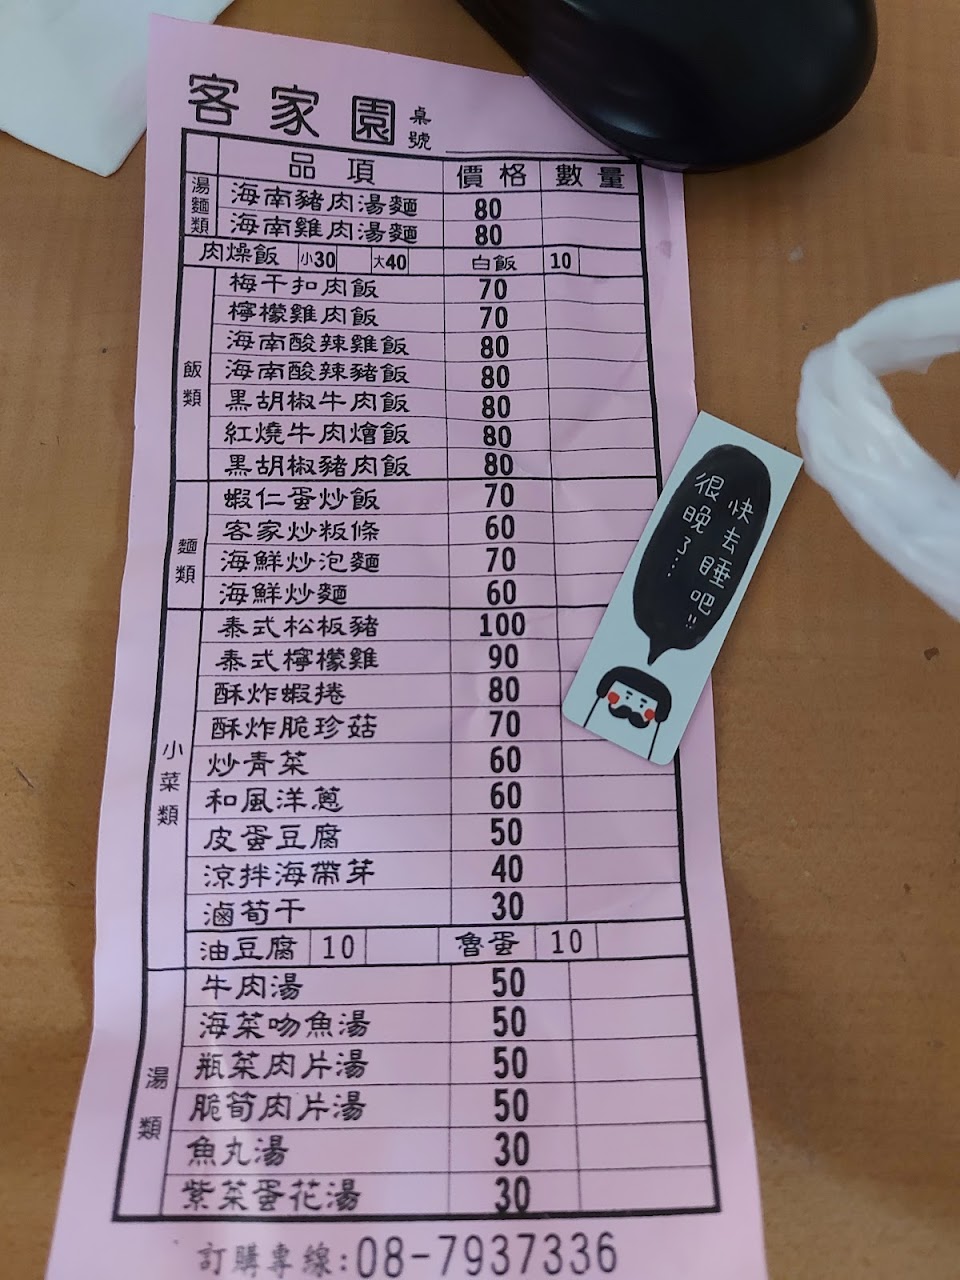 客家園 桌號
品項 價格 數量
湯麵類
海南豬肉湯麵 80
海南雞肉湯麵 80
肉燥飯 小30 大40 白飯 10
飯類
梅干扣肉飯 70
檸檬雞肉飯 70
海南酸辣雞飯 80
海南酸辣豬飯 80
黑胡椒牛肉飯 80
紅燒牛肉燴飯 80
黑胡椒豬肉飯 80
麵類
蝦仁蛋炒飯 70
客家炒粄條 60
海鮮炒泡麵 70
海鮮炒麵 60
小菜類
泰式松板豬 100
泰式檸檬雞 90
酥炸蝦捲 80
酥炸脆珍菇 70
炒青菜 60
和風洋蔥 60
皮蛋豆腐 50
涼拌海帶芽 40
滷筍干 30
油豆腐 10 魯蛋 10
湯類
牛肉湯 50
海菜吻魚湯 50
瓶菜肉片湯 50
脆筍肉片湯 50
魚丸湯 30
紫菜蛋花湯 30
訂購專線:08-7937336
快去睡吧!!
很晚了...